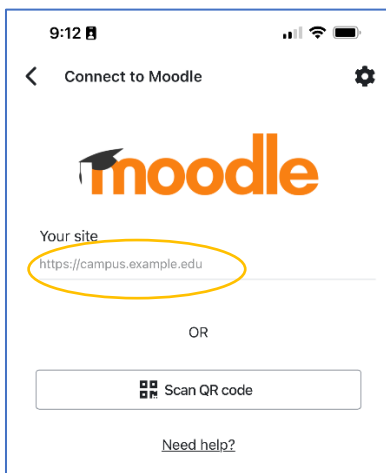 9:12
Connect to Moodle
moodle
Your site
https://campus.example.edu
OR
Scan QR code
Need help?